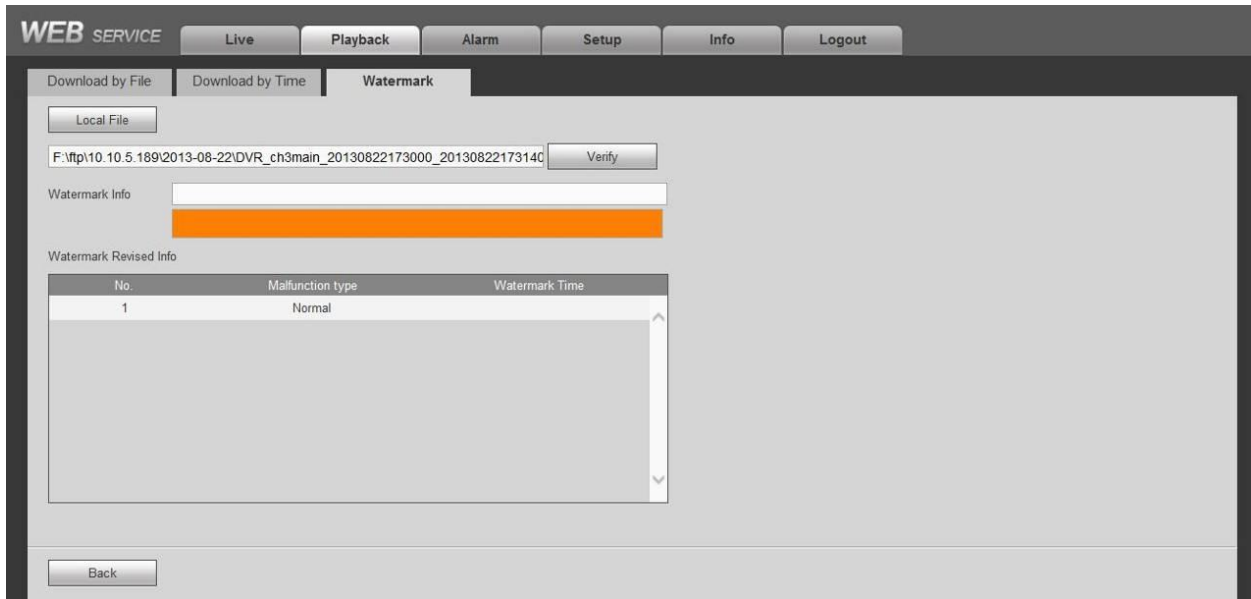 WEB SERVICE Live Playback Alarm Setup Info Logout
Download by File Download by Time Watermark
Local File
F:\ftp\10.10.5.189\2013-08-22\DVR_ch3main_20130822173000_20130822173140 Verify
Watermark Info
Watermark Revised Info
No. Malfunction type Watermark Time
1 Normal
Back